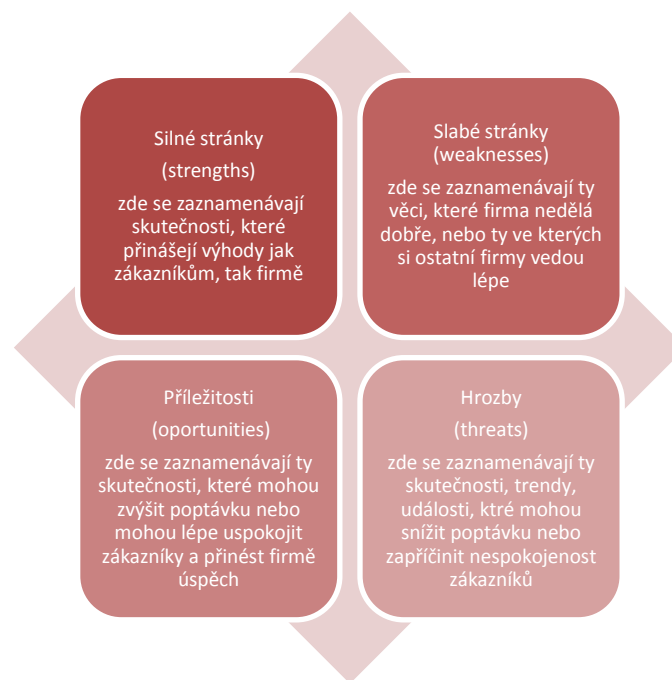 Silné stránky
(strengths)
zde se zaznamenávají
skutečnosti, které
přinášejí výhody jak
zákazníkům, tak firmě
Slabé stránky
(weaknesses)
zde se zaznamenávají ty
věci, které firma nedělá
dobře, nebo ty ve kterých
si ostatní firmy vedou
lépe
Příležitosti
(oportunities)
zde se zaznamenávají ty
skutečnosti, které mohou
zvýšit poptávku nebo
mohou lépe uspokojit
zákazníky a přinést firmě
úspěch
Hrozby
(threats)
zde se zaznamenávají ty
skutečnosti, trendy,
události, ktré mohou
snížit poptávku nebo
zapříčinit nespokojenost
zákazníků